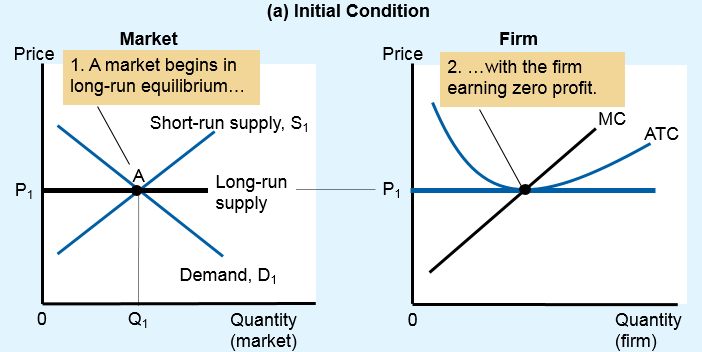 (a) Initial Condition
Market
Price
1. A market begins in
long-run equilibrium…
Short-run supply, S1
A
P1
Long-run
supply
Demand, D1
0
Q1
Quantity
(market)
Firm
Price
2. …with the firm
earning zero profit.
MC
ATC
P1
0
Quantity
(firm)